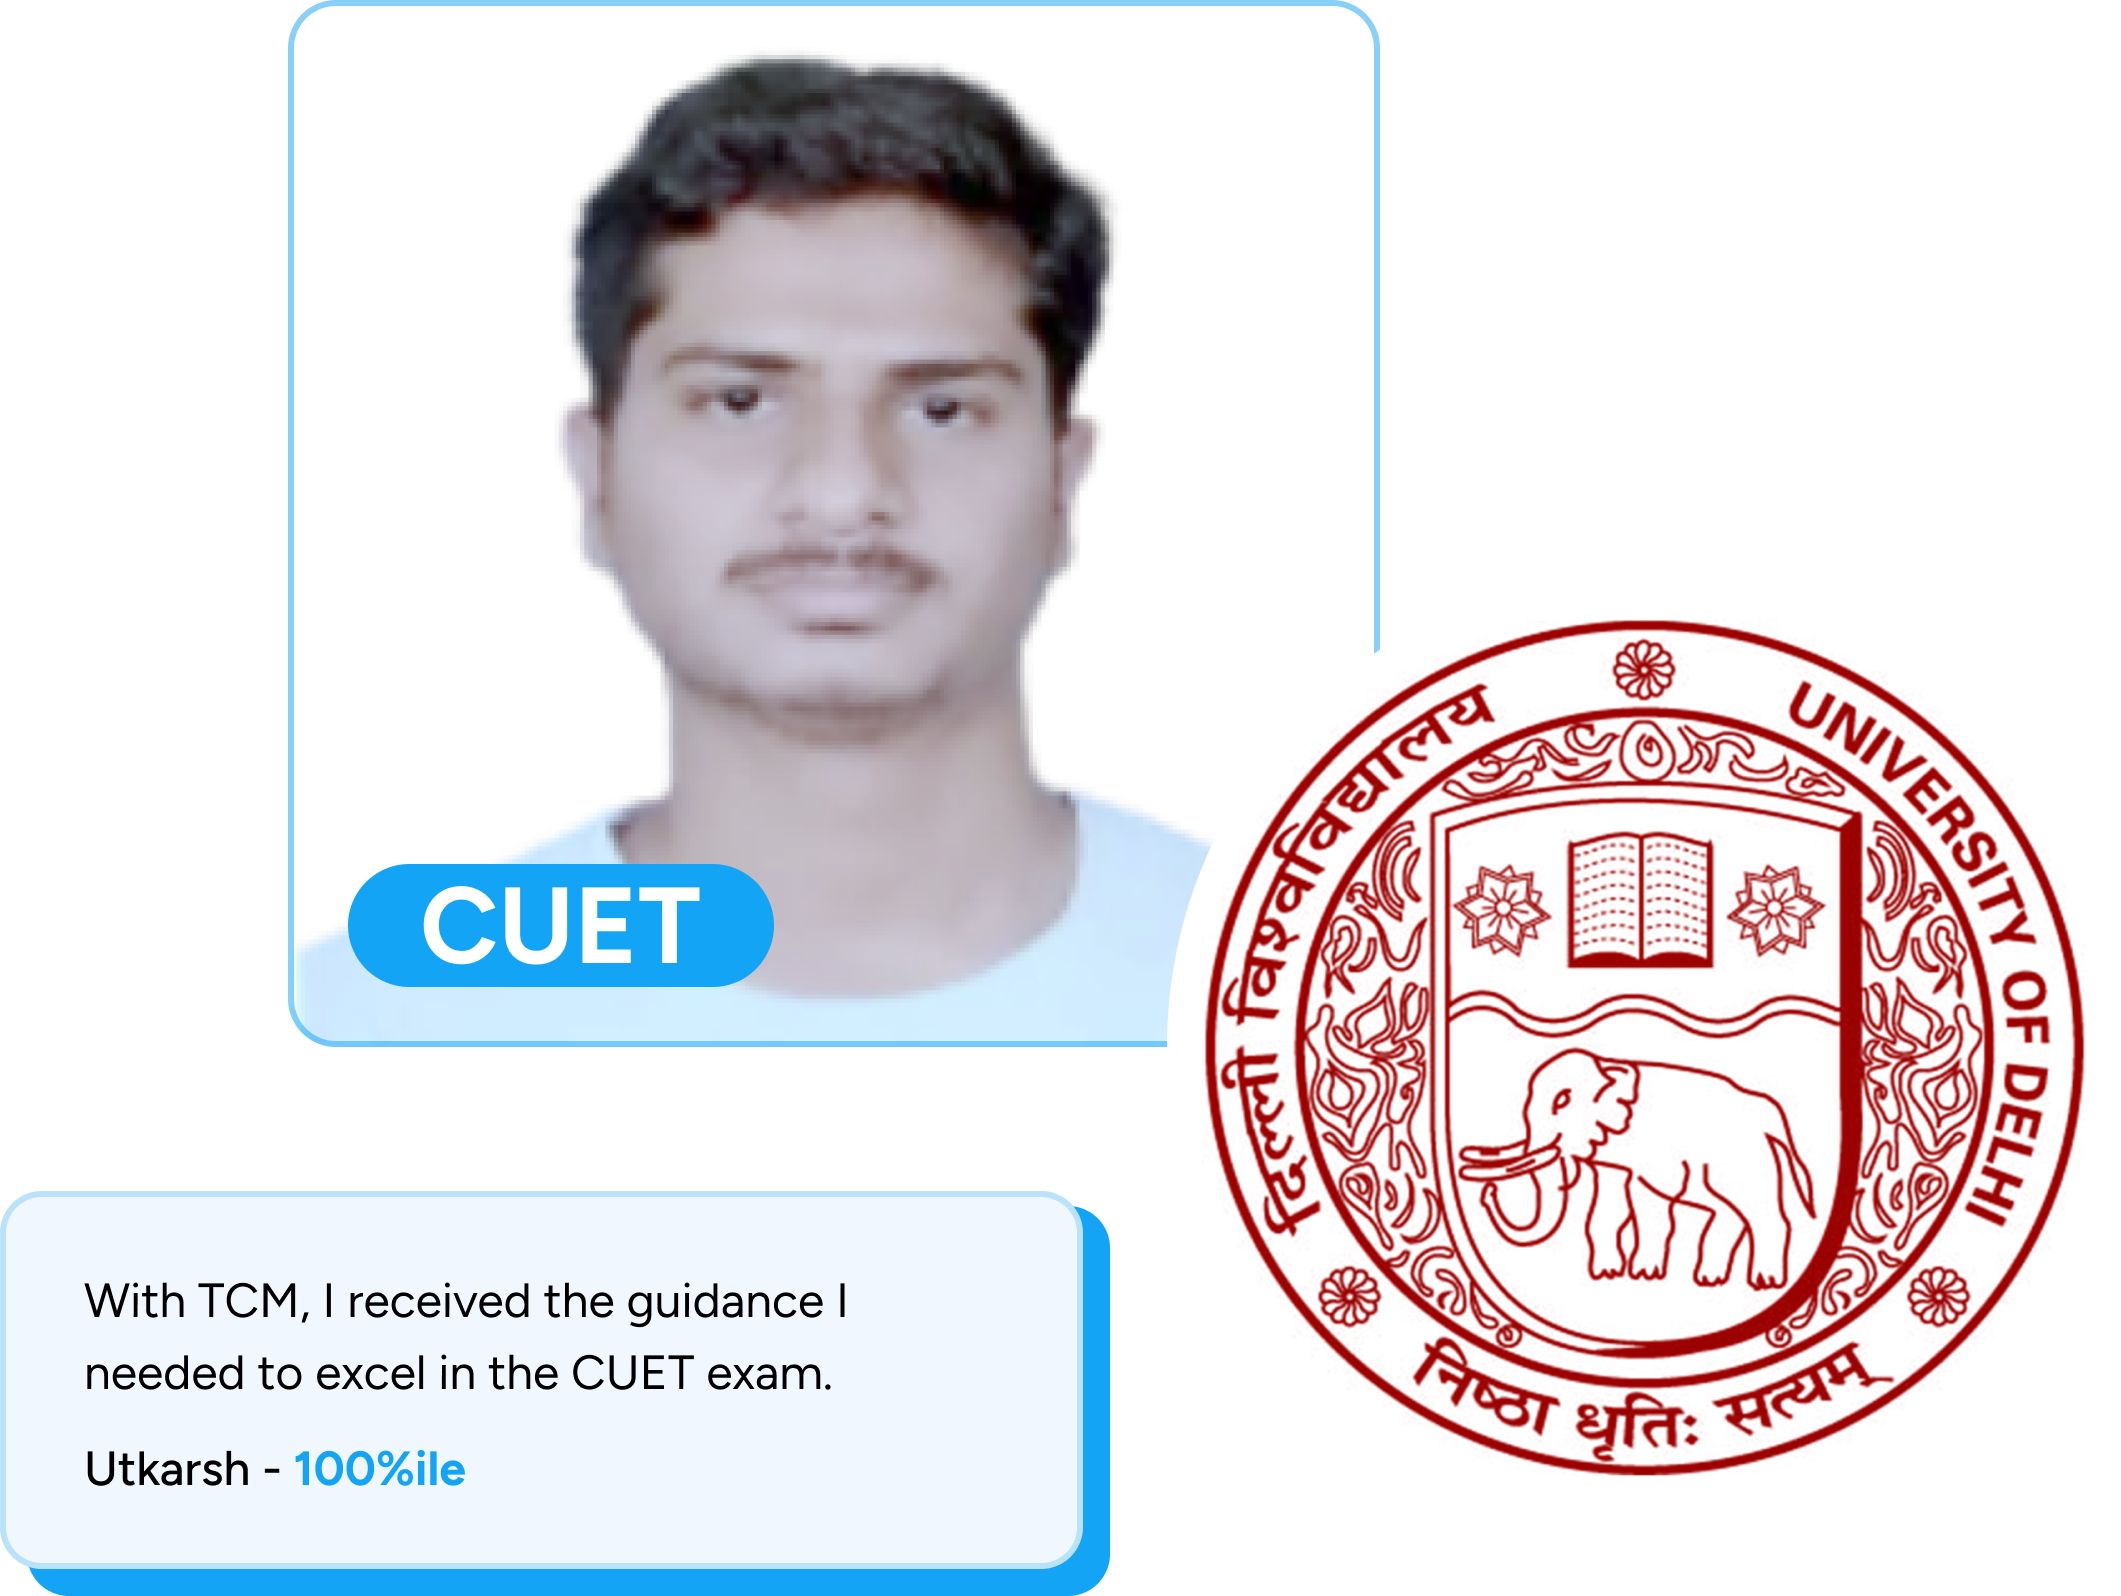 CUET
दिल्ली विश्वविद्यालय
UNIVERSITY OF DELHI
निष्ठा धृतिः सत्यम्
With TCM, I received the guidance I
needed to excel in the CUET exam.
Utkarsh - 100%ile